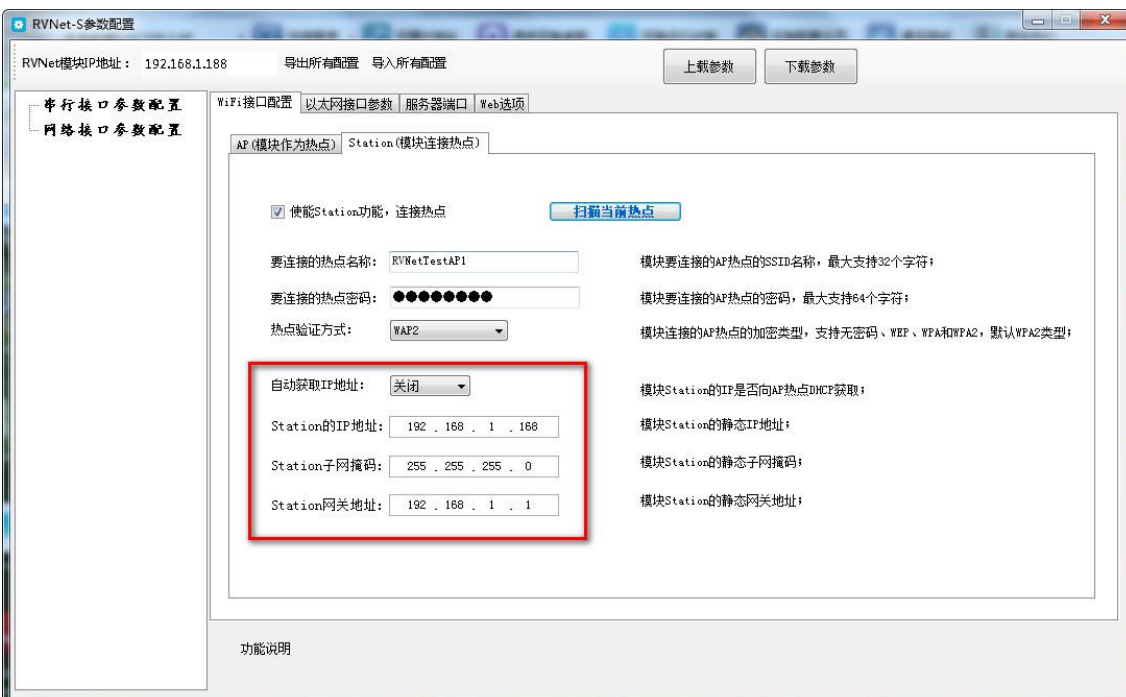 RVNet-S参数配置
RVNet模块IP地址: 192.168.1.188 导出所有配置 导入所有配置 上载参数 下载参数
串行接口参数配置
网络接口参数配置
WiFi接口配置 以太网接口参数 服务器端口 Web选项
AP(模块作为热点) Station(模块连接热点)
使能Station功能，连接热点 扫描当前热点
要连接的热点名称: RVNetTestAP1 模块要连接的AP热点的SSID名称，最大支持32个字符；
要连接的热点密码: ●●●●●●●● 模块要连接的AP热点的密码，最大支持64个字符；
热点验证方式: WAP2 模块连接的AP热点的加密类型，支持无密码、WEP、WPA和WPA2，默认WPA2类型；
自动获取IP地址: 关闭 模块Station的IP是否向AP热点DHCP获取；
Station的IP地址: 192 . 168 . 1 . 168 模块Station的静态IP地址；
Station子网掩码: 255 . 255 . 255 . 0 模块Station的静态子网掩码；
Station网关地址: 192 . 168 . 1 . 1 模块Station的静态网关地址；
功能说明